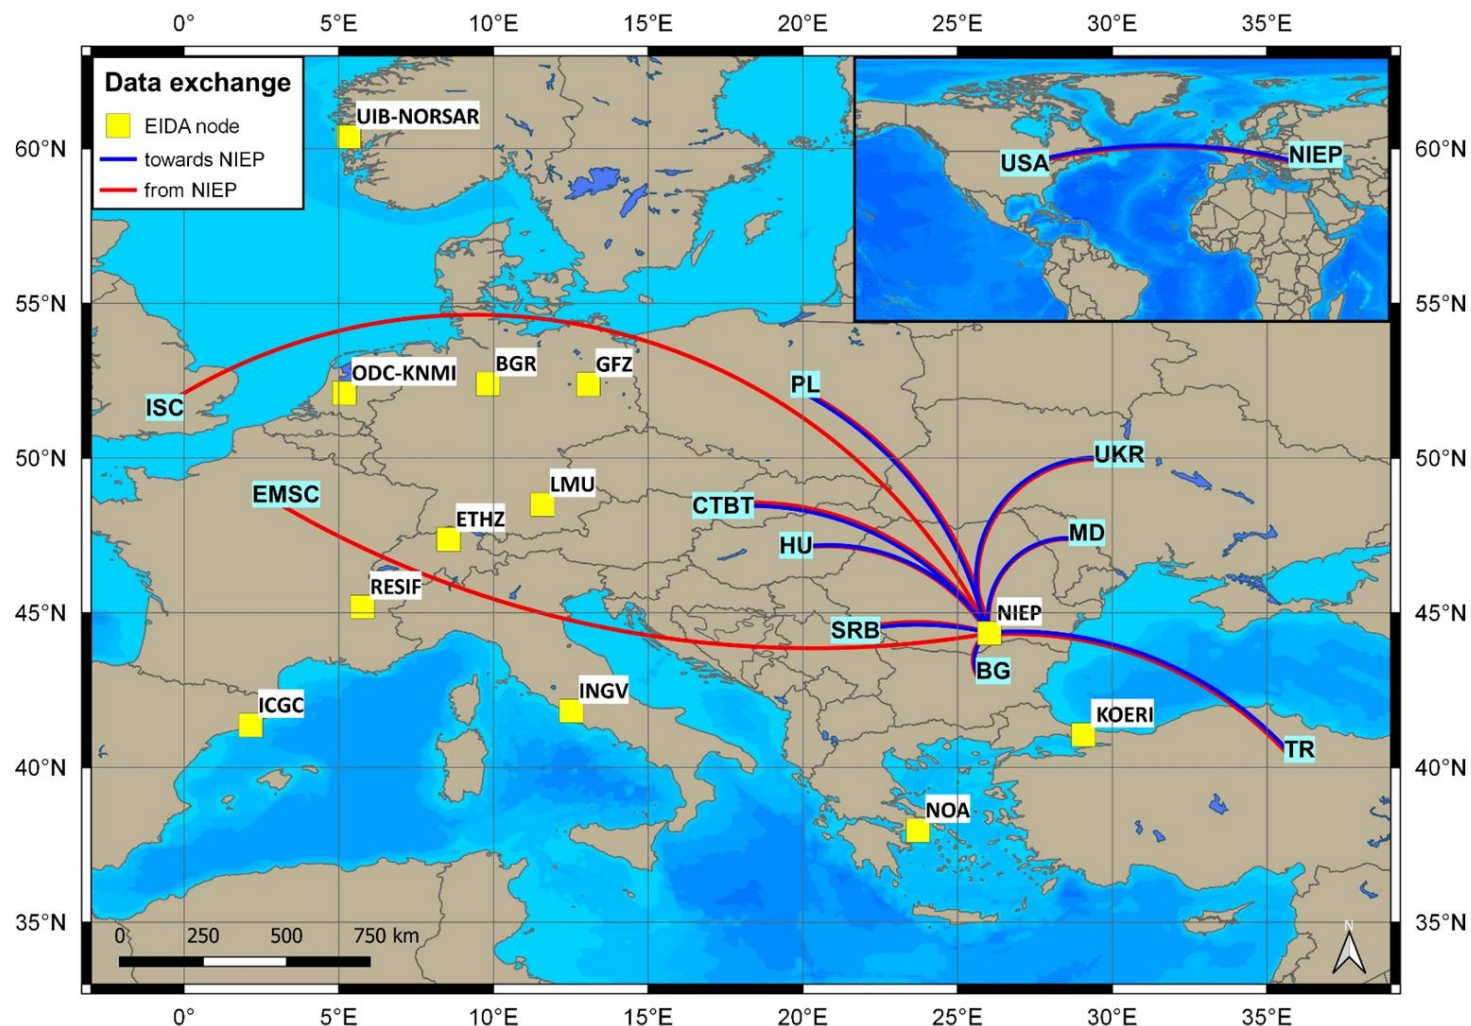 0° 5°E 10°E 15°E 20°E 25°E 30°E 35°E
Data exchange
EIDA node
towards NIEP
from NIEP
UIB-NORSAR
USA
NIEP
60°N 60°N
55°N 55°N
ODC-KNMI
BGR
GFZ
PL
ISC
50°N 50°N
UKR
EMSC
LMU
CTBT
ETHZ
HU
MD
RESIF
45°N 45°N
NIEP
SRB
BG
ICGC
INGV
KOERI
TR
40°N 40°N
NOA
35°N 35°N
0 250 500 750 km
N
0° 5°E 10°E 15°E 20°E 25°E 30°E 35°E